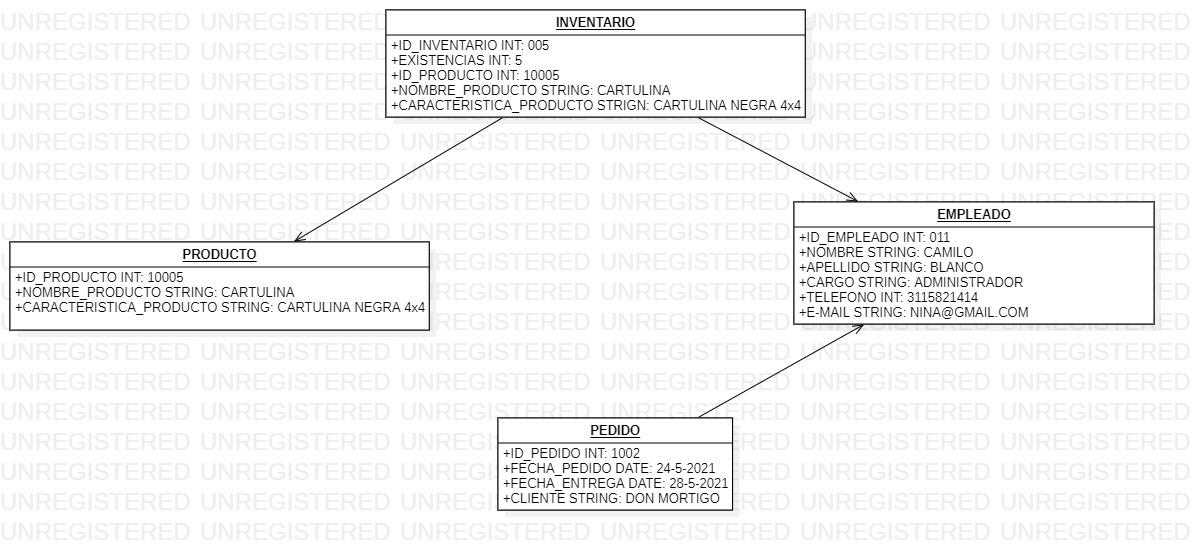 INVENTARIO
+ID_INVENTARIO INT: 005
+EXISTENCIAS INT: 5
+ID_PRODUCTO INT: 10005
+NOMBRE_PRODUCTO STRING: CARTULINA
+CARACTERISTICA_PRODUCTO STRIGN: CARTULINA NEGRA 4x4
PRODUCTO
+ID_PRODUCTO INT: 10005
+NOMBRE_PRODUCTO STRING: CARTULINA
+CARACTERISTICA_PRODUCTO STRING: CARTULINA NEGRA 4x4
EMPLEADO
+ID_EMPLEADO INT: 011
+NOMBRE STRING: CAMILO
+APELLIDO STRING: BLANCO
+CARGO STRING: ADMINISTRADOR
+TELEFONO INT: 3115821414
+E-MAIL STRING: NINA@GMAIL.COM
PEDIDO
+ID_PEDIDO INT: 1002
+FECHA_PEDIDO DATE: 24-5-2021
+FECHA_ENTREGA DATE: 28-5-2021
+CLIENTE STRING: DON MORTIGO
UNREGISTERED